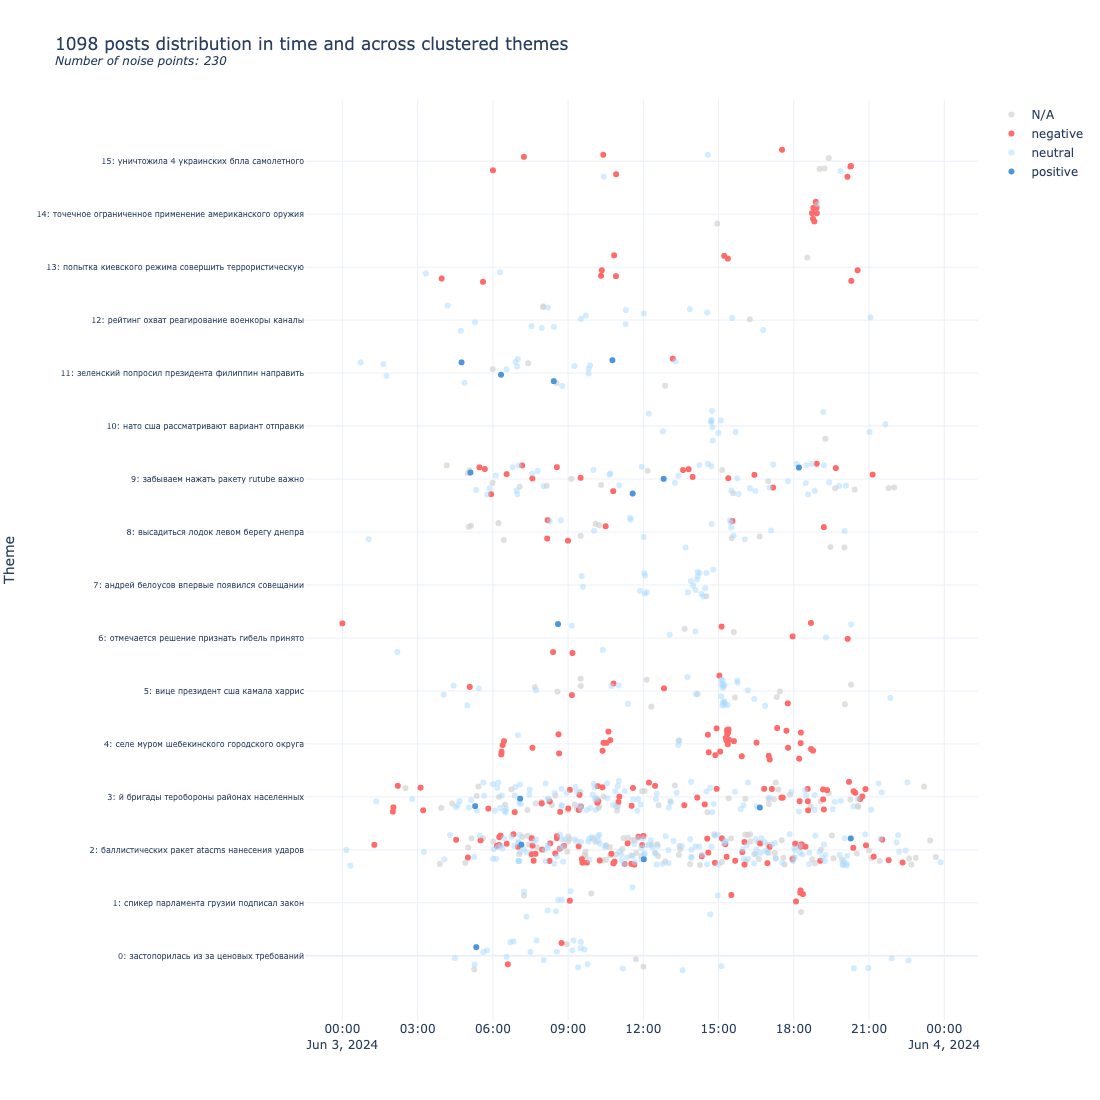 1098 posts distribution in time and across clustered themes
Number of noise points: 230
N/A
negative
neutral
positive
Theme
15: уничтожила 4 украинских бпла самолетного
14: точечное ограниченное применение американского оружия
13: попытка киевского режима совершить террористическую
12: рейтинг охват реагирование военкоры каналы
11: зеленский попросил президента филиппин направить
10: нато сша рассматривают вариант отправки
9: забываем нажать ракету rutube важно
8: высадиться лодок левом берегу днепра
7: андрей белоусов впервые появился совещании
6: отмечается решение признать гибель принято
5: вице президент сша камала харрис
4: селе муром шебекинского городского округа
3: й бригады теробороны районах населенных
2: баллистических ракет atacms нанесения ударов
1: спикер парламента грузии подписал закон
0: застопорилась из за ценовых требований
00:00 03:00 06:00 09:00 12:00 15:00 18:00 21:00 00:00
Jun 3, 2024 Jun 4, 2024